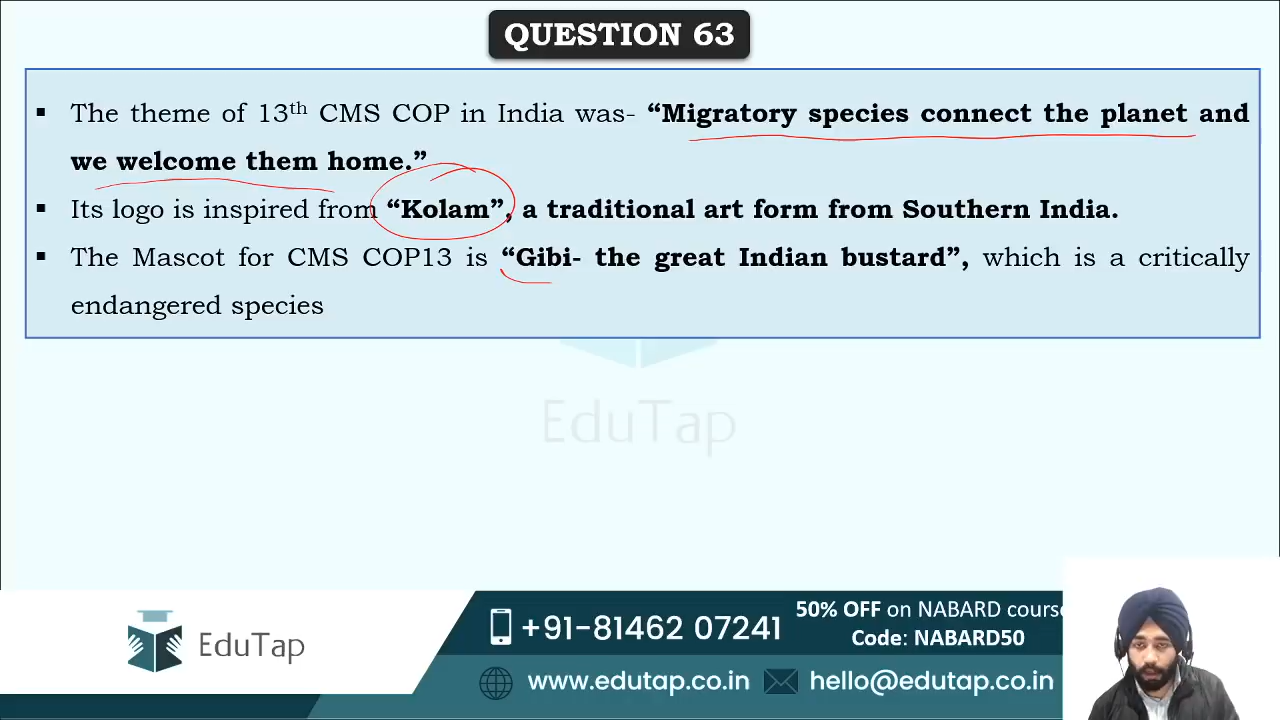 QUESTION 63
▪ The theme of 13th CMS COP in India was- “Migratory species connect the planet and
we welcome them home.”
▪ Its logo is inspired from “Kolam”, a traditional art form from Southern India.
▪ The Mascot for CMS COP13 is “Gibi- the great Indian bustard”, which is a critically
endangered species
EduTap
EduTap
+91-81462 07241
50% OFF on NABARD course
Code: NABARD50
www.edutap.co.in
hello@edutap.co.in